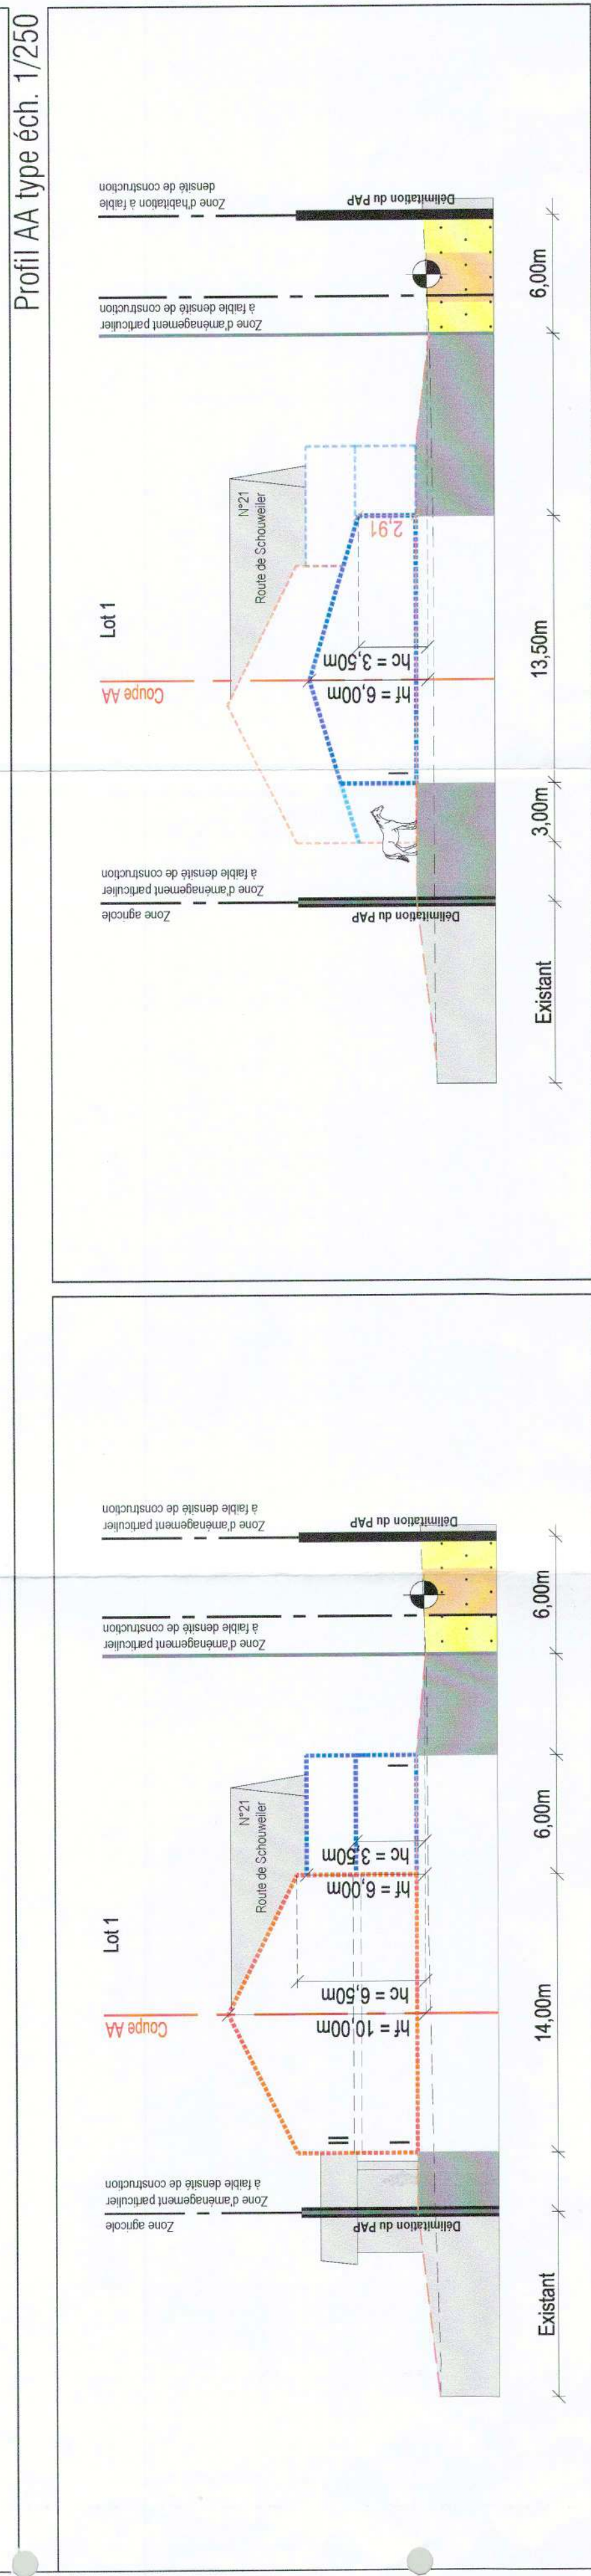 Profil AA type éch. 1/250
Lot 1
Zone agricole
Zone d'aménagement particulier
à faible densité de construction
Délimitation du PAP
Coupe AA
N°21
Route de Schouweiler
hf = 10,00m
hc = 6,50m
hf = 6,00m
hc = 3,50m
II
I
I
Zone d'aménagement particulier
à faible densité de construction
Zone d'aménagement particulier
à faible densité de construction
Délimitation du PAP
Existant
14,00m
6,00m
6,00m
Lot 1
Zone agricole
Zone d'aménagement particulier
à faible densité de construction
Délimitation du PAP
Coupe AA
N°21
Route de Schouweiler
hf = 6,00m
hc = 3,50m
2,91
I
Zone d'aménagement particulier
à faible densité de construction
Zone d'habitation à faible
densité de construction
Délimitation du PAP
Existant
3,00m
13,50m
6,00m